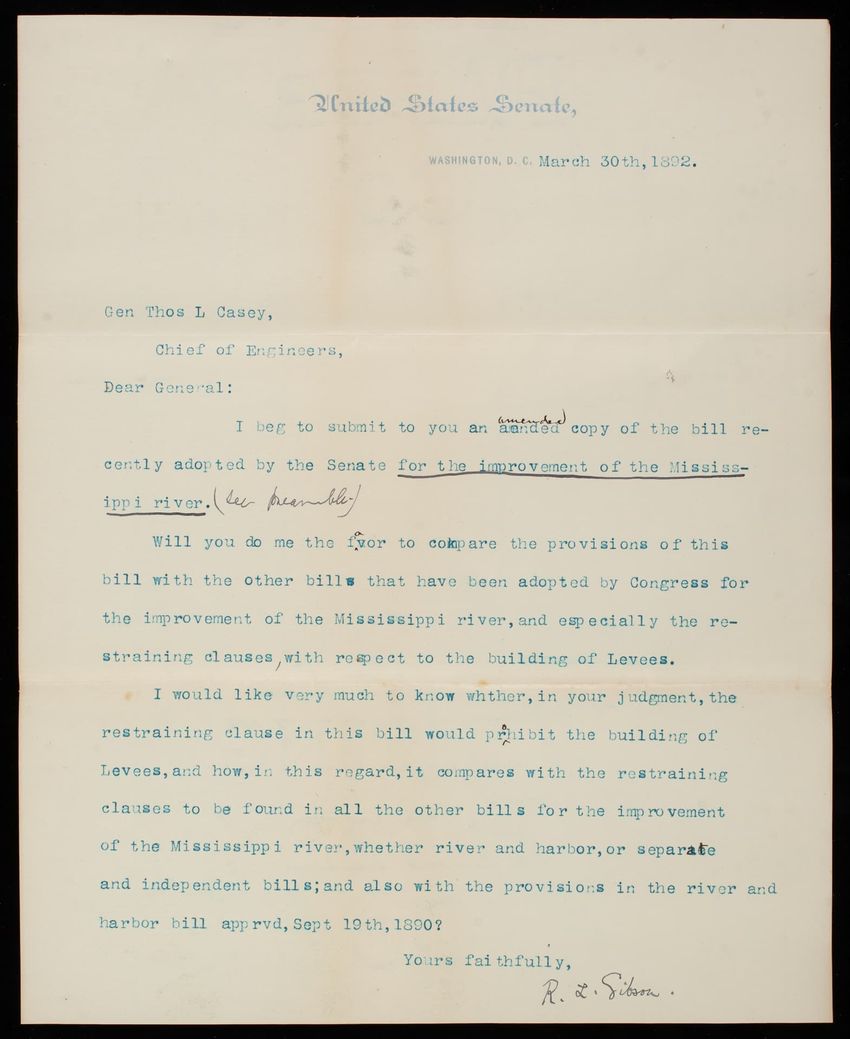 United States Senate,
WASHINGTON, D. C. March 30th, 1892.
Gen Thos L Casey,
Chief of Engineers,
Dear General:
amended
I beg to submit to you an amnded copy of the bill re-
cently adopted by the Senate for the improvement of the Mississ-
ippi river. (see preamble)
Will you do me the favor to compare the provisions of this
bill with the other bills that have been adopted by Congress for
the improvement of the Mississippi river, and especially the re-
straining clauses, with respect to the building of Levees.
I would like very much to know whther, in your judgment, the
restraining clause in this bill would prohibit the building of
Levees, and how, in this regard, it compares with the restraining
clauses to be found in all the other bills for the improvement
of the Mississippi river, whether river and harbor, or separate
and independent bills; and also with the provisions in the river and
harbor bill apprvd, Sept 19th, 1890?
Yours faithfully,
R. L. Gibson.